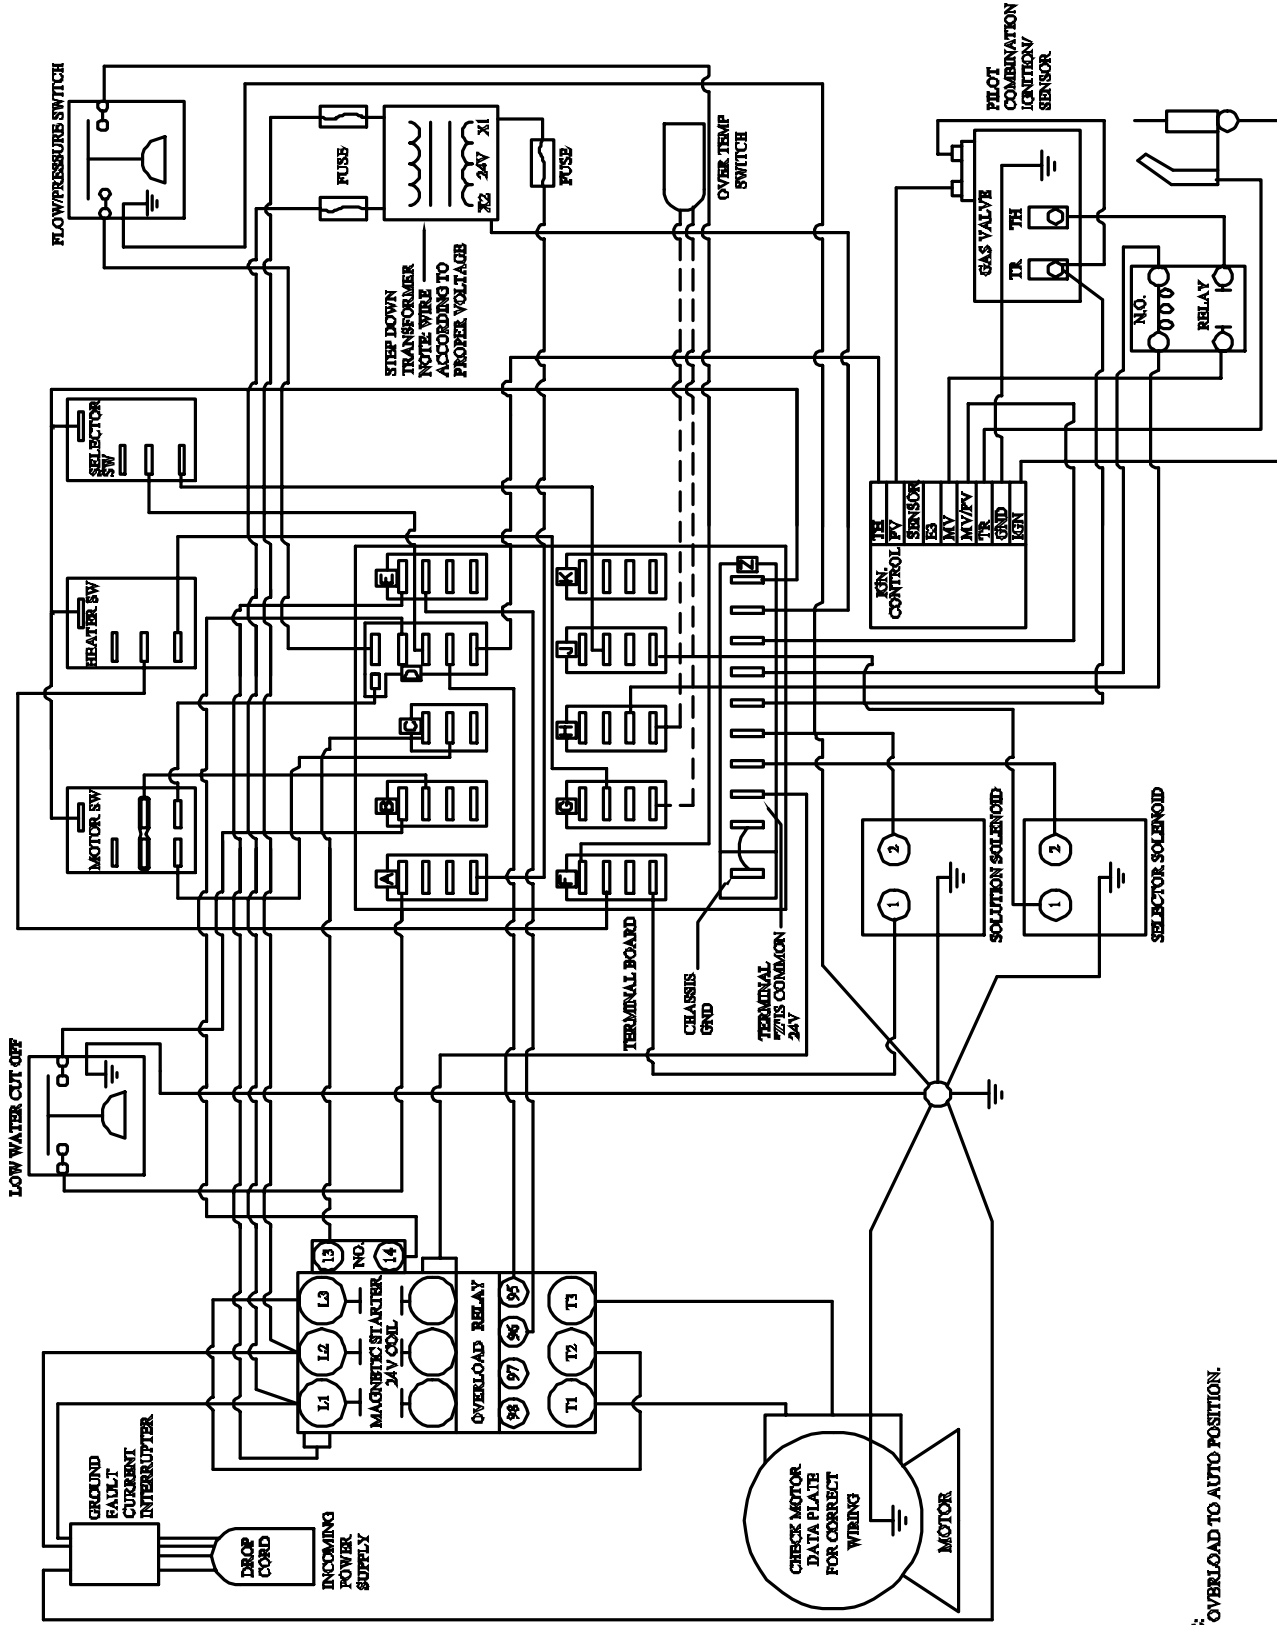 FLOW/PRESSURE SWITCH
FUSE
X2 24V X1
FUSE
STEP DOWN
TRANSFORMER
NOTE: WIRE
ACCORDING TO
PROPER VOLTAGE
OVER TEMP
SWITCH
PILOT
COMBINATION
IGNITION/
SENSOR
GAS VALVE
TR
TH
N.O.
RELAY
SELECTOR
SW
HEATER SW
MOTOR SW
A
B
C
D
E
F
G
H
J
K
Z
IGN.
CONTROL
TH
PV
SENSOR
E3
MV
MV/PV
TR
GND
IGN
TERMINAL BOARD
CHASSIS
GND
TERMINAL
"Z" IS COMMON
24V
1
2
SOLUTION SOLENOID
1
2
SELECTOR SOLENOID
LOW WATER CUT OFF
13
NO.
14
L1
L2
L3
MAGNETIC STARTER
24V COIL
OVERLOAD RELAY
98
97
96
95
T1
T2
T3
GROUND
FAULT
CURRENT
INTERRUPTER
DROP
CORD
INCOMING
POWER
SUPPLY
CHECK MOTOR
DATA PLATE
FOR CORRECT
WIRING
MOTOR
OVERLOAD TO AUTO POSITION.